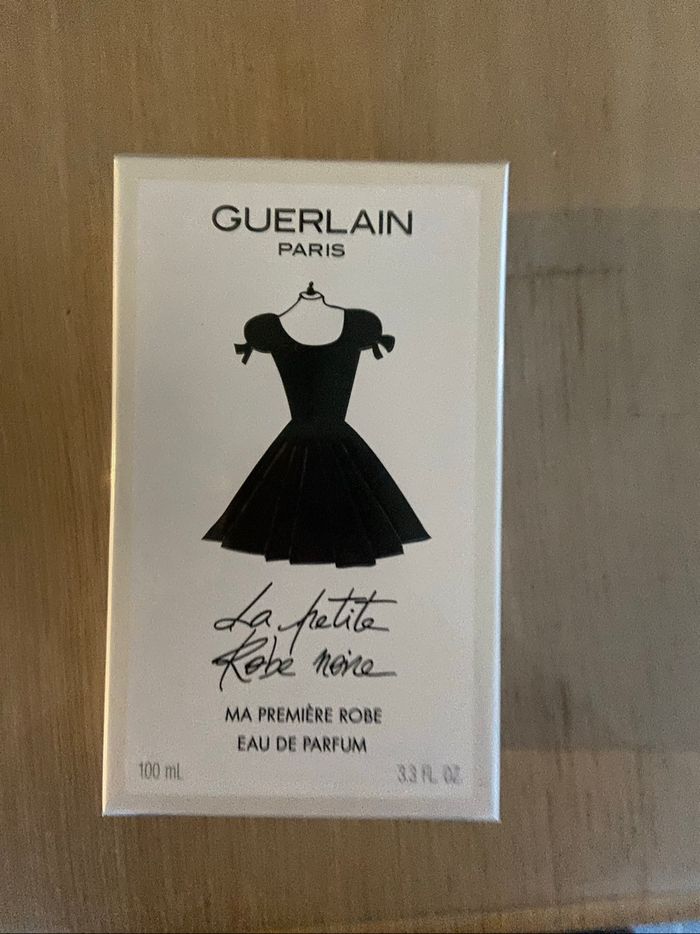 GUERLAIN
PARIS
La petite
Robe noire
MA PREMIÈRE ROBE
EAU DE PARFUM
100 mL 3.3 FL. OZ